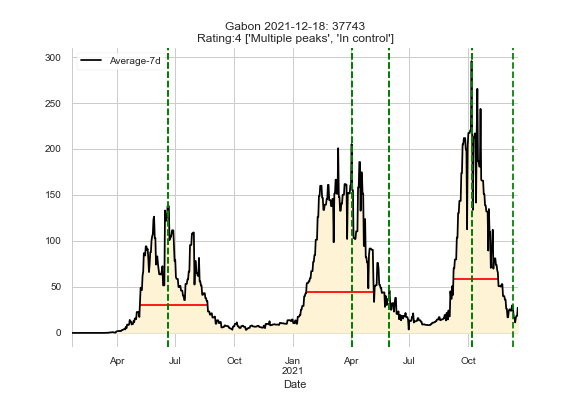 Gabon 2021-12-18: 37743
Rating:4 ['Multiple peaks', 'In control']
Average-7d
300
250
200
150
100
50
0
Apr Jul Oct Jan Apr Jul Oct
2021
Date